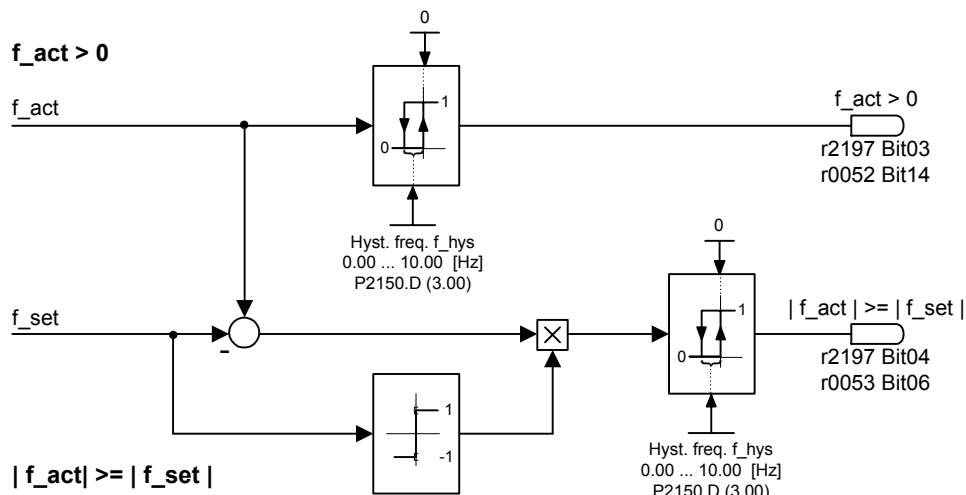 0
f_act > 0
f_act
1
0
f_act > 0
r2197 Bit03
r0052 Bit14
Hyst. freq. f_hys
0.00 ... 10.00 [Hz]
P2150.D (3.00)
0
f_set
-
1
0
| f_act | >= | f_set |
r2197 Bit04
r0053 Bit06
1
-1
Hyst. freq. f_hys
0.00 ... 10.00 [Hz]
P2150.D (3.00)
| f_act| >= | f_set |